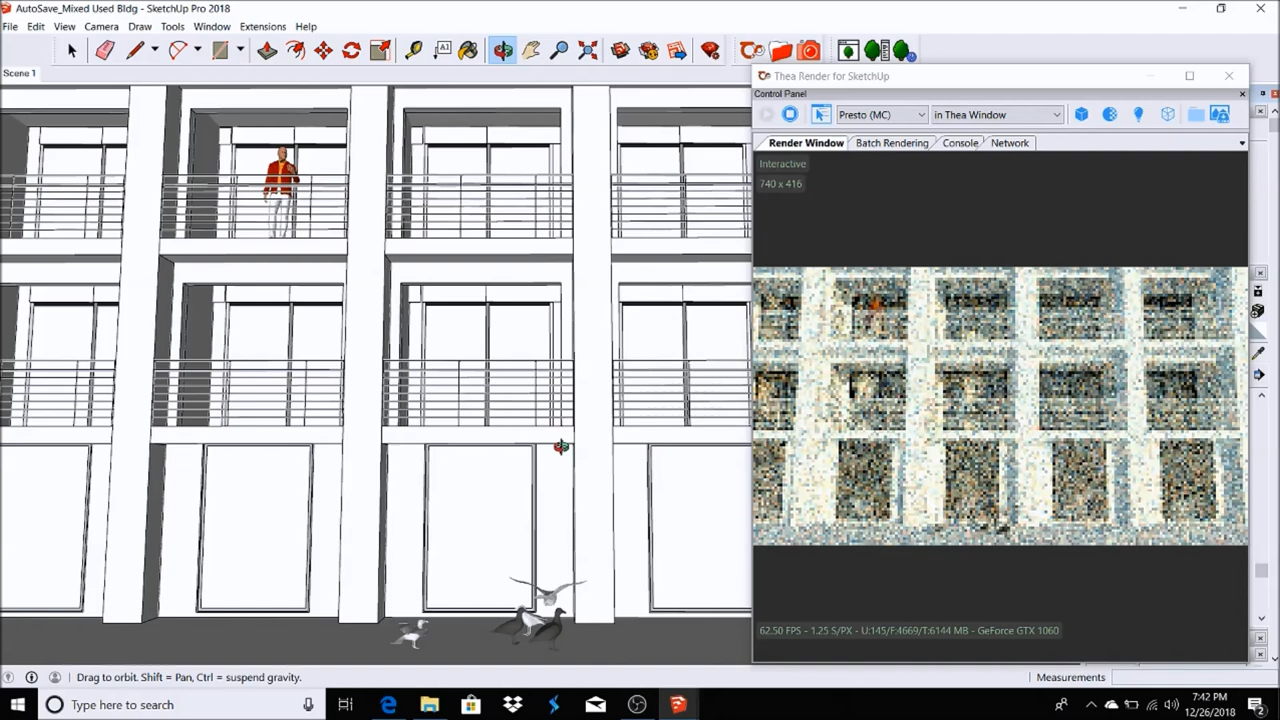 AutoSave_Mixed Used Bldg - SketchUp Pro 2018
File Edit View Camera Draw Tools Window Extensions Help
A1
Scene 1
Thea Render for SketchUp
Control Panel
Presto (MC) in Thea Window
Render Window Batch Rendering Console Network
Interactive
740 x 416
62.50 FPS - 1.25 S/PX - U:145/F:4669/T:6144 MB - GeForce GTX 1060
Drag to orbit. Shift = Pan, Ctrl = suspend gravity.
Measurements
Type here to search
7:42 PM
12/26/2018
2